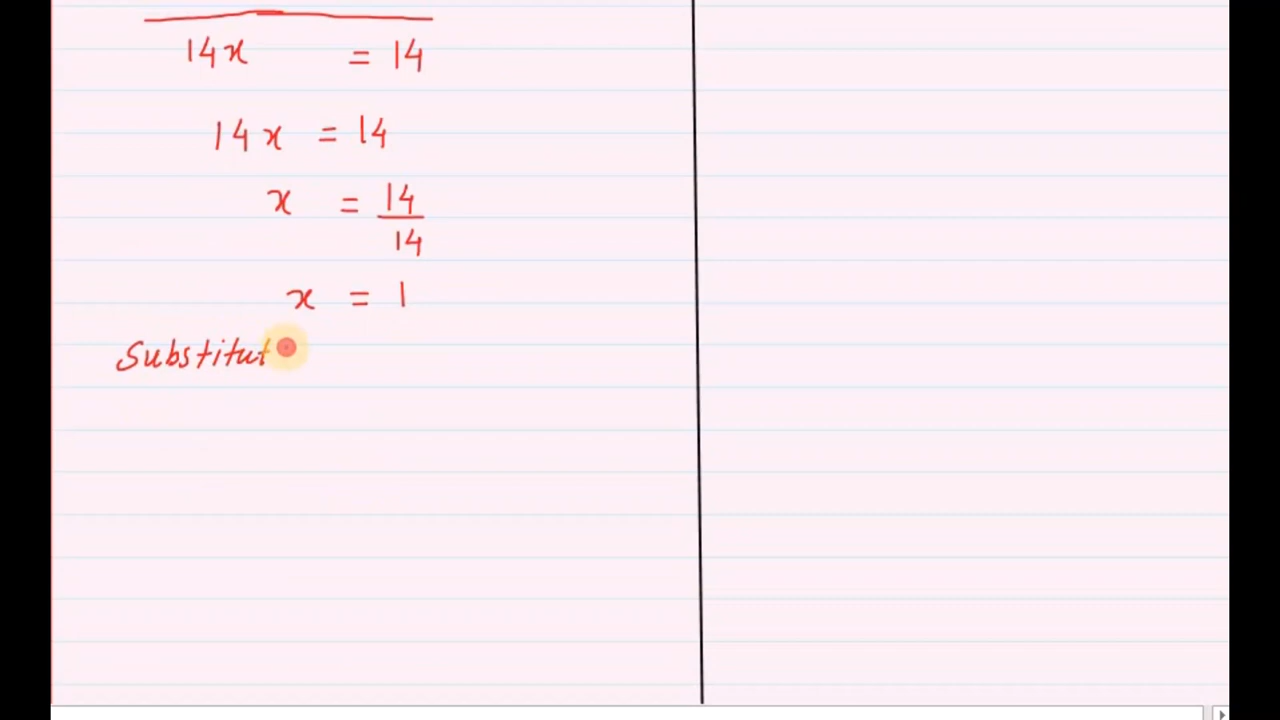 14x = 14
14x = 14
x = 14/14
x = 1
Substitut